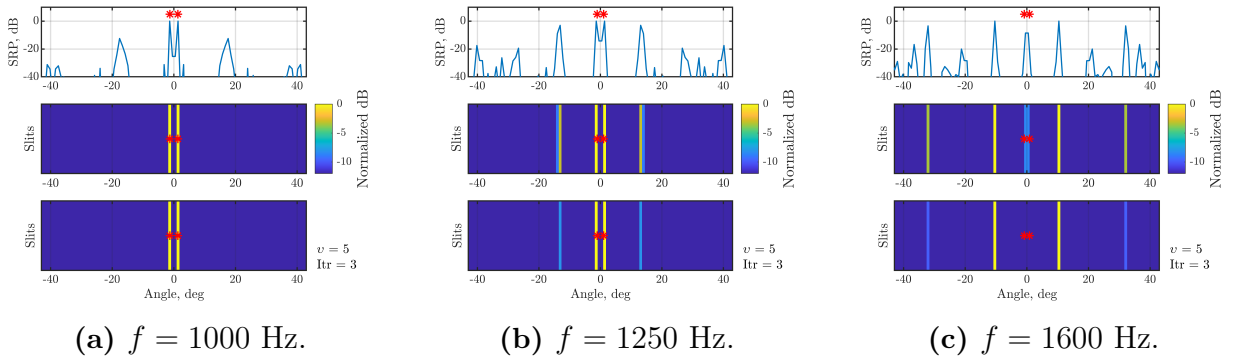 0
-20
-40
SRP, dB
-40 -20 0 20 40
Slits
-40 -20 0 20 40
0
-5
-10
Normalized dB
Slits
-40 -20 0 20 40
Angle, deg
υ = 5
Itr = 3
(a) f = 1000 Hz.
0
-20
-40
SRP, dB
-40 -20 0 20 40
Slits
-40 -20 0 20 40
0
-5
-10
Normalized dB
Slits
-40 -20 0 20 40
Angle, deg
υ = 5
Itr = 3
(b) f = 1250 Hz.
0
-20
-40
SRP, dB
-40 -20 0 20 40
Slits
-40 -20 0 20 40
0
-5
-10
Normalized dB
Slits
-40 -20 0 20 40
Angle, deg
υ = 5
Itr = 3
(c) f = 1600 Hz.